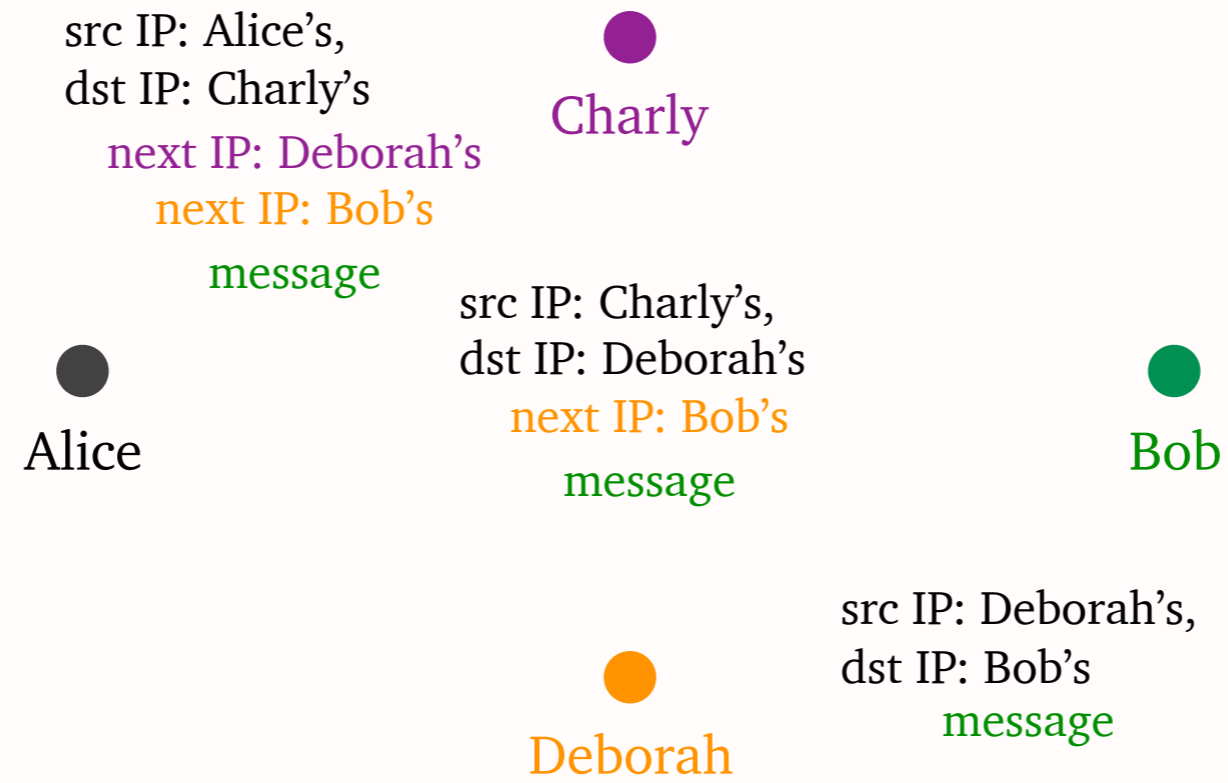 src IP: Alice’s,
dst IP: Charly’s
next IP: Deborah’s
next IP: Bob’s
message
Charly
src IP: Charly’s,
dst IP: Deborah’s
next IP: Bob’s
message
Alice
Bob
src IP: Deborah’s,
dst IP: Bob’s
message
Deborah